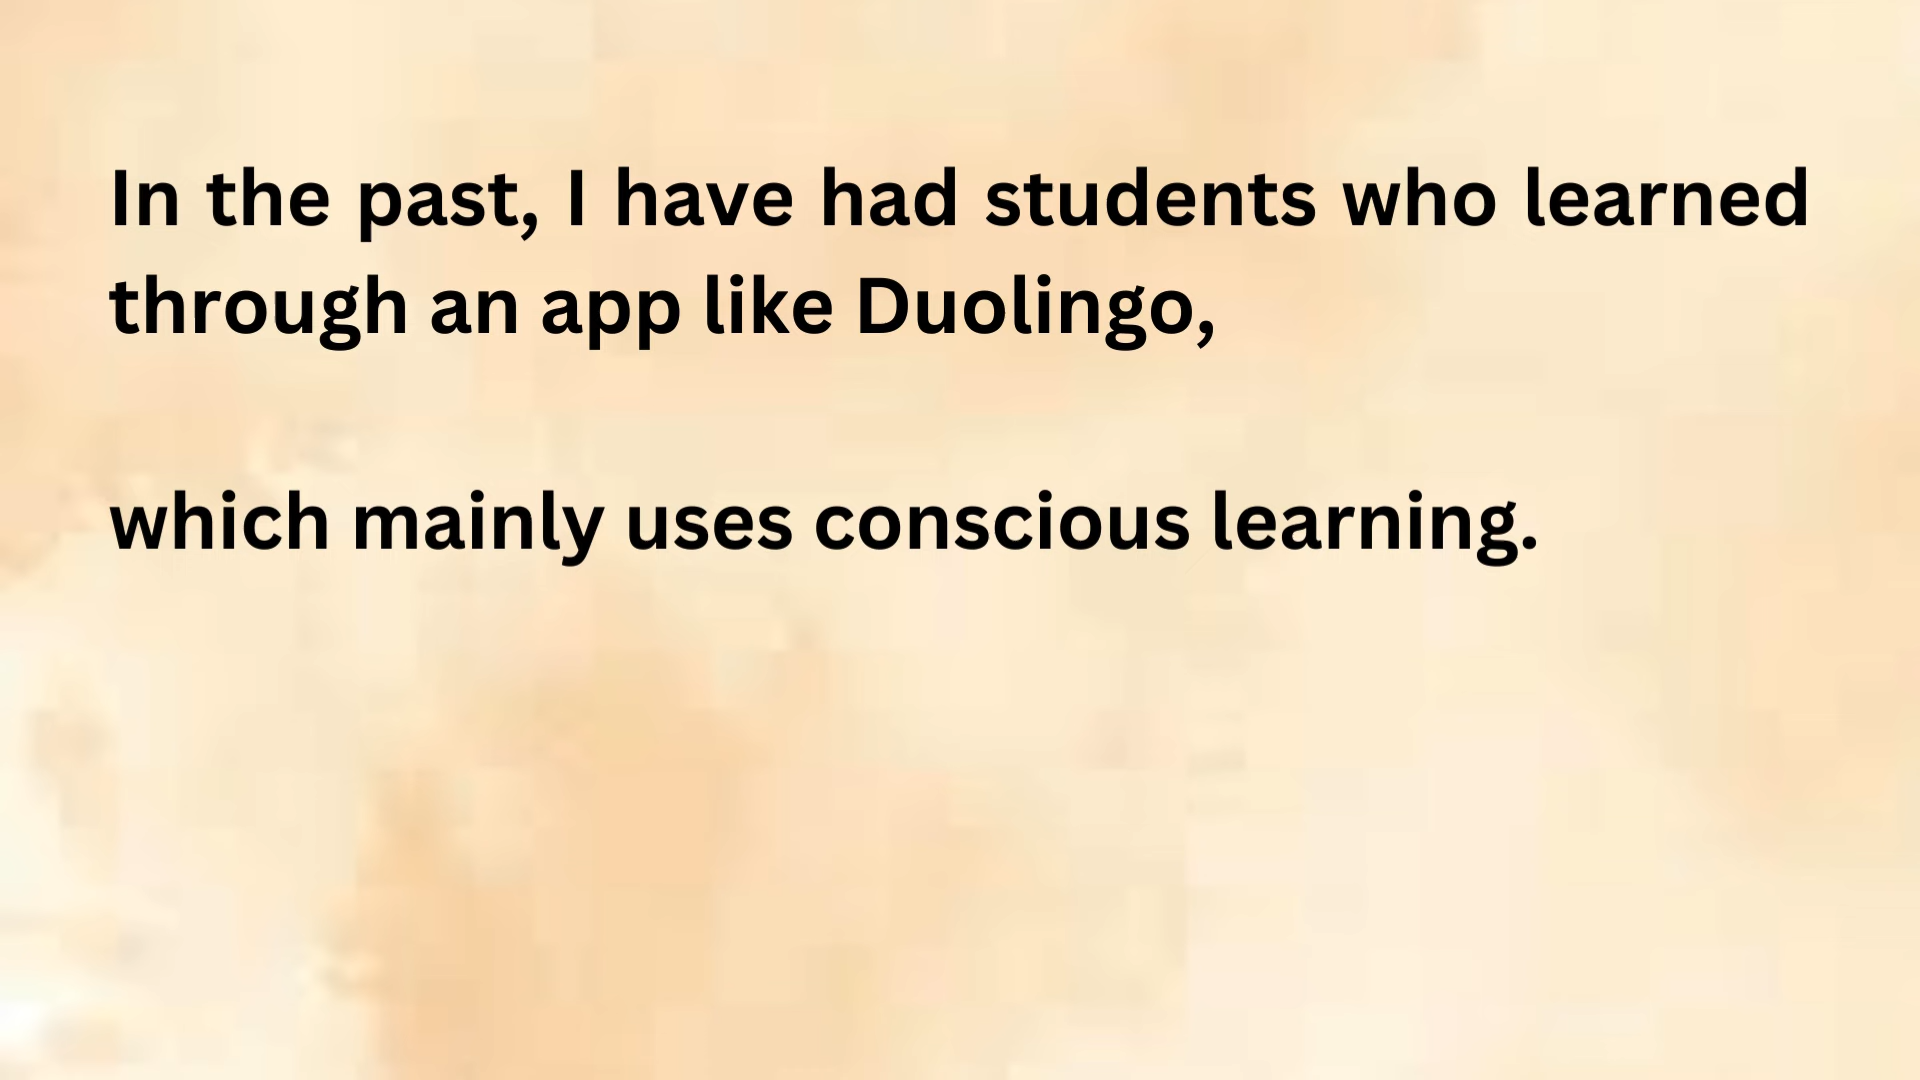 In the past, I have had students who learned
through an app like Duolingo,
which mainly uses conscious learning.